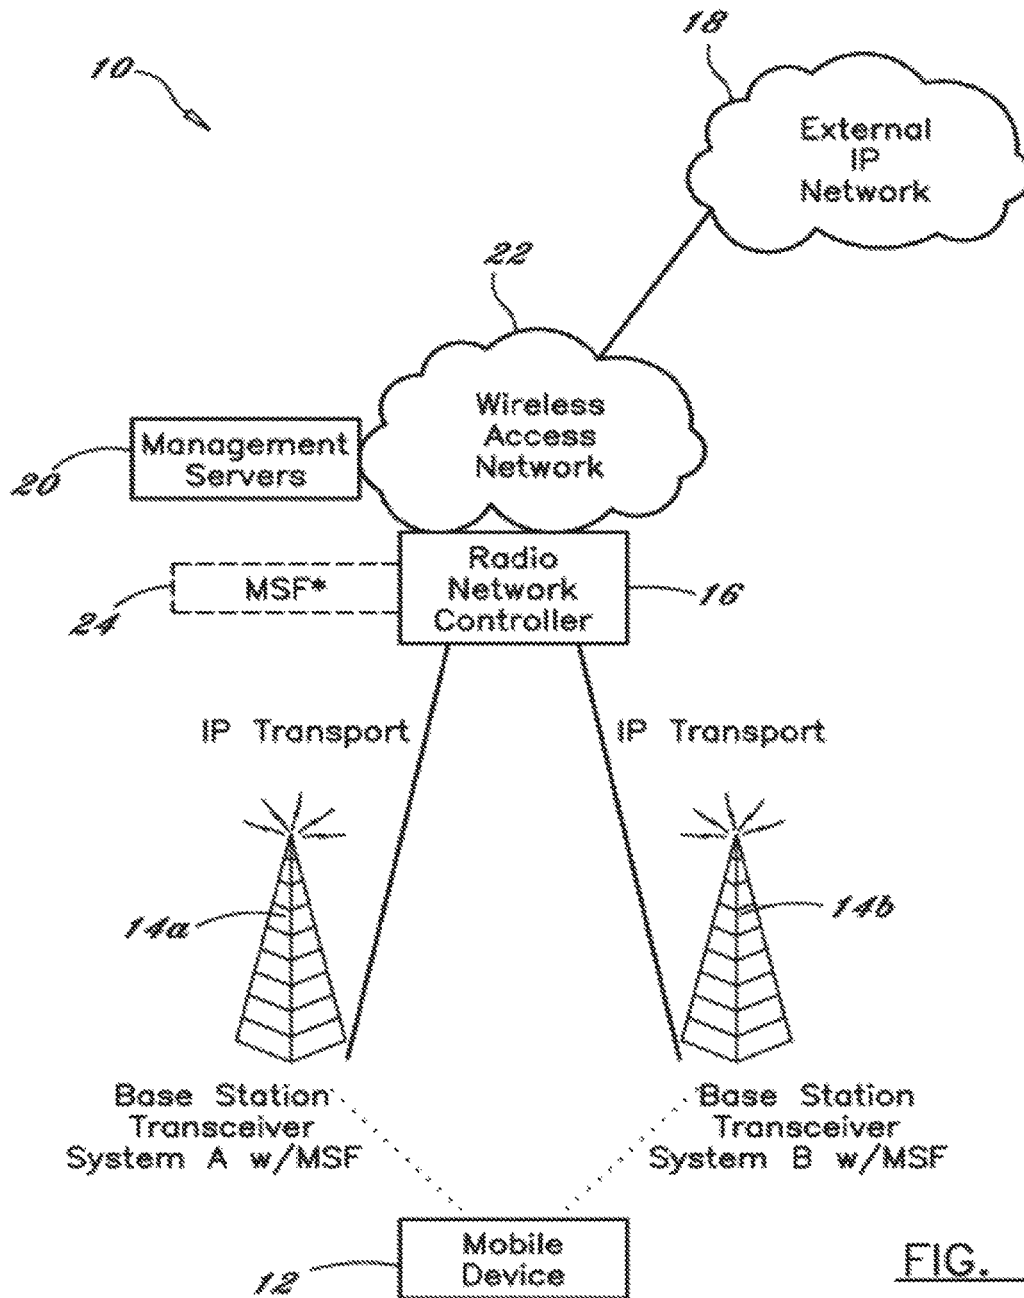 18
10
External
IP
Network
22
Wireless
Access
Network
Management
Servers
20
Radio
Network
Controller
MSF*
16
24
IP Transport
IP Transport
14a
14b
Base Station
Transceiver
System A w/MSF
Base Station
Transceiver
System B w/MSF
Mobile
Device
12
FIG.